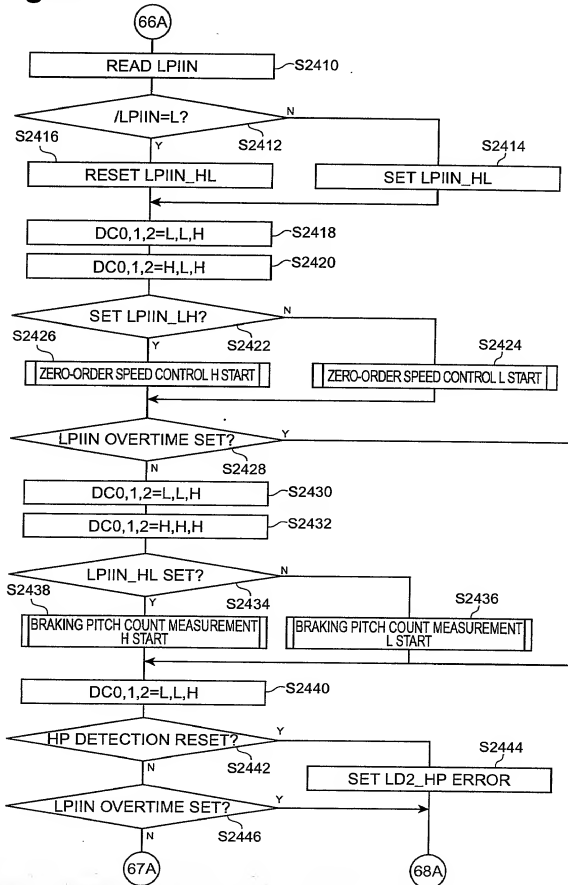 66A
READ LPIIN
S2410
/LPIIN=L?
N
S2412
S2416
Y
S2414
RESET LPIIN_HL
SET LPIIN_HL
DC0,1,2=L,L,H
S2418
DC0,1,2=H,L,H
S2420
SET LPIIN_LH?
N
S2426
S2422
Y
S2424
ZERO-ORDER SPEED CONTROL H START
ZERO-ORDER SPEED CONTROL L START
LPIIN OVERTIME SET?
Y
S2428
N
DC0,1,2=L,L,H
S2430
DC0,1,2=H,H,H
S2432
LPIIN_HL SET?
N
S2438
S2434
Y
S2436
BRAKING PITCH COUNT MEASUREMENT
H START
BRAKING PITCH COUNT MEASUREMENT
L START
DC0,1,2=L,L,H
S2440
HP DETECTION RESET?
Y
S2442
S2444
N
SET LD2_HP ERROR
LPIIN OVERTIME SET?
Y
S2446
N
67A
68A